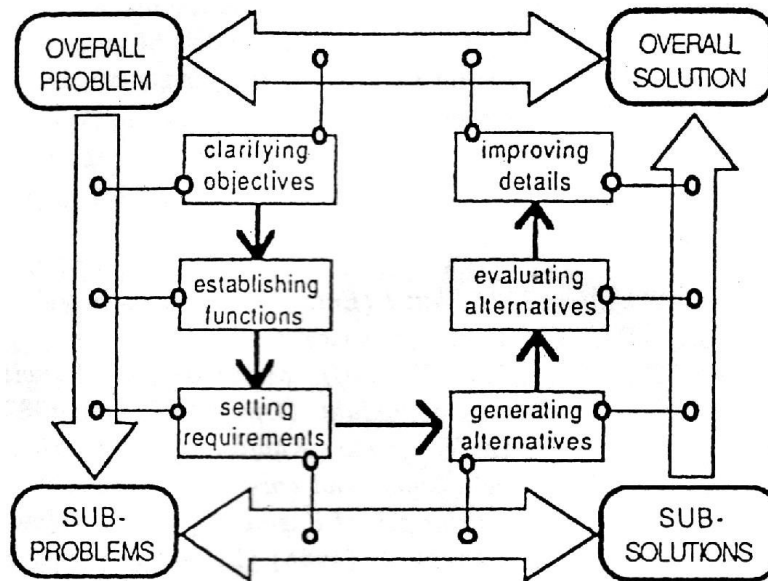 OVERALL
PROBLEM
OVERALL
SOLUTION
clarifying
objectives
improving
details
establishing
functions
evaluating
alternatives
setting
requirements
generating
alternatives
SUB-
PROBLEMS
SUB-
SOLUTIONS